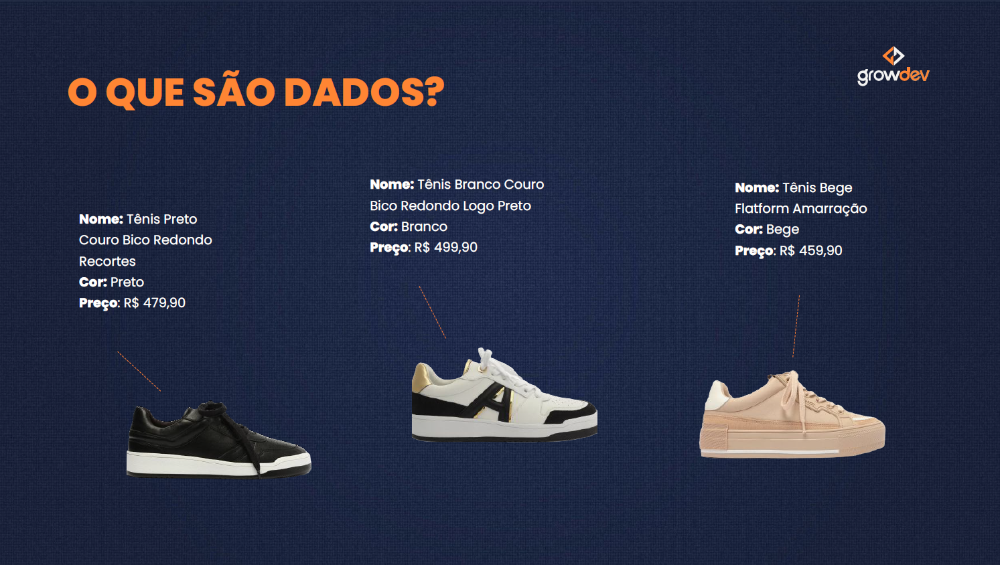 O QUE SÃO DADOS?
growdev
Nome: Tênis Preto
Couro Bico Redondo
Recortes
Cor: Preto
Preço: R$ 479,90
Nome: Tênis Branco Couro
Bico Redondo Logo Preto
Cor: Branco
Preço: R$ 499,90
Nome: Tênis Bege
Flatform Amarração
Cor: Bege
Preço: R$ 459,90
A